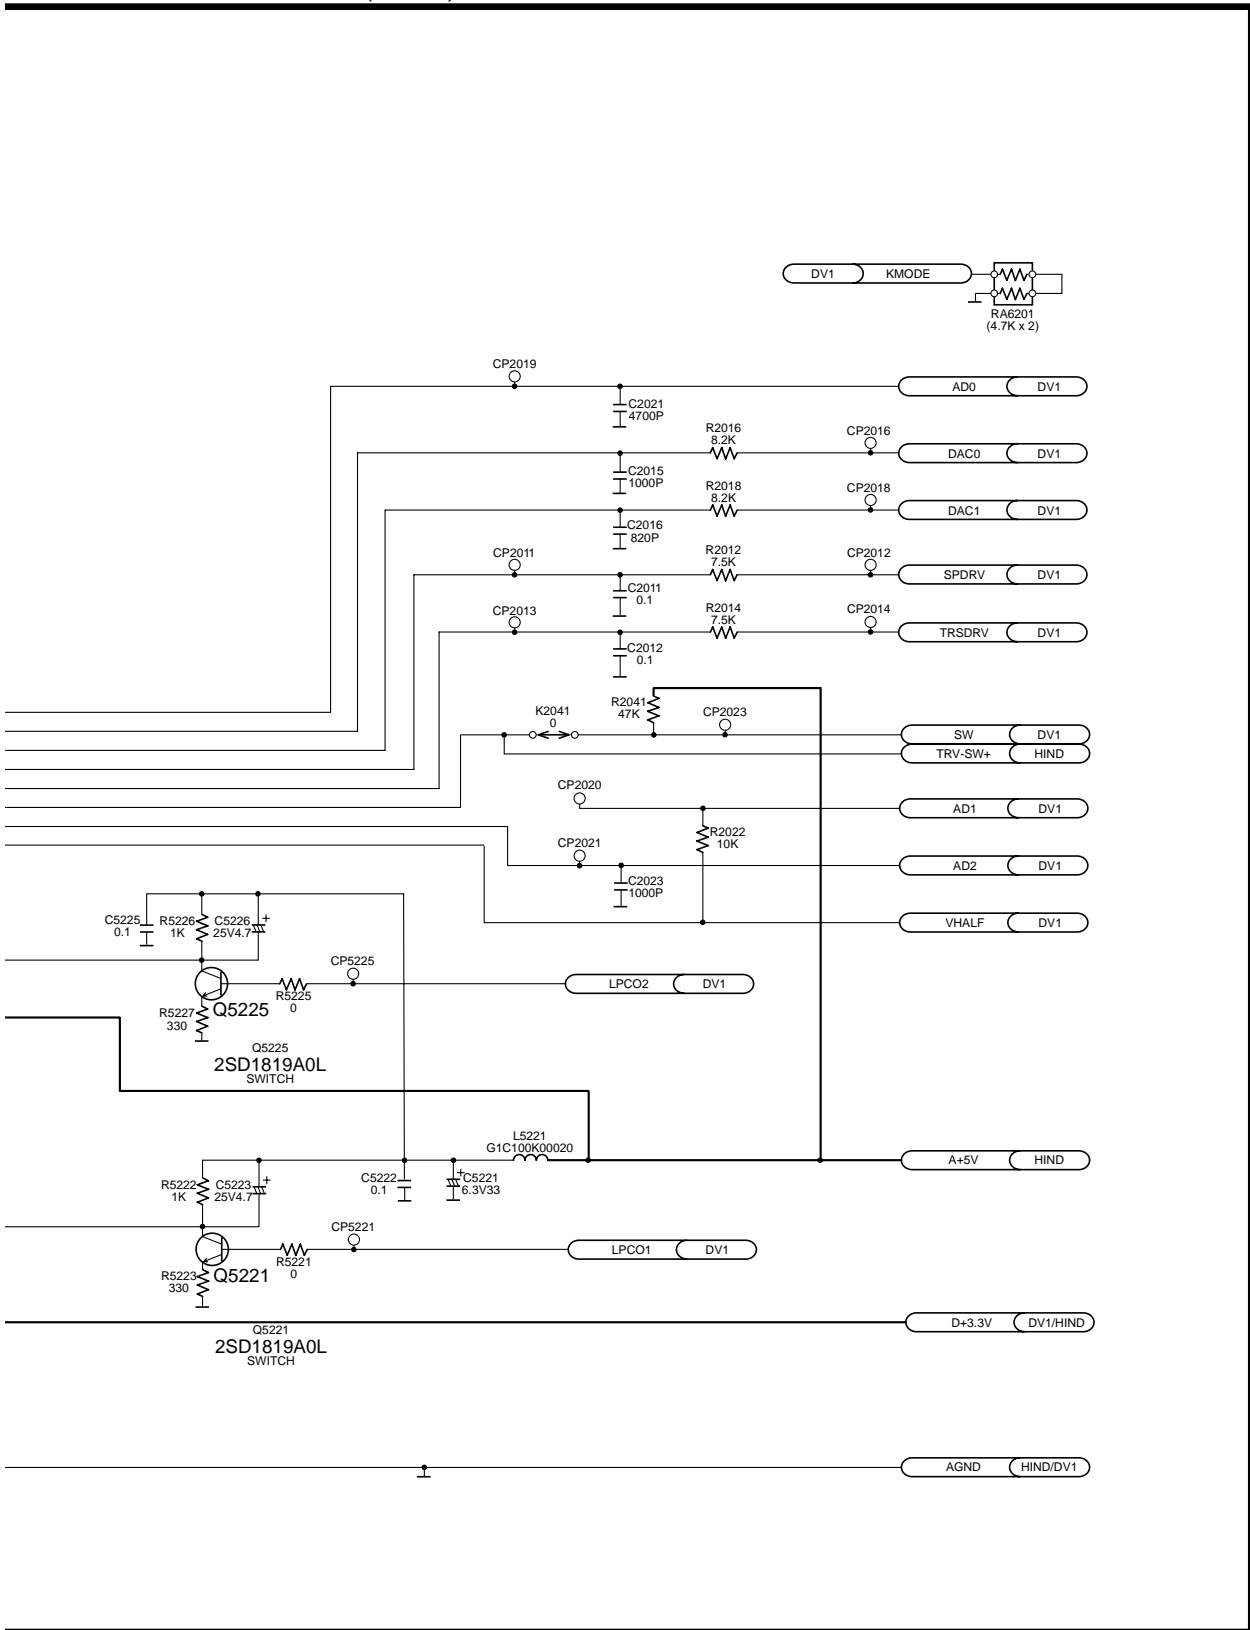 DV1 KMODE
RA6201
(4.7K x 2)
CP2019
AD0 DV1
C2021
4700P
R2016
8.2K
CP2016
DAC0 DV1
C2015
1000P
R2018
8.2K
CP2018
DAC1 DV1
C2016
820P
CP2011
R2012
7.5K
CP2012
SPDRV DV1
C2011
0.1
CP2013
R2014
7.5K
CP2014
TRSDRV DV1
C2012
0.1
R2041
47K
K2041
0
CP2023
SW DV1
TRV-SW+ HIND
CP2020
AD1 DV1
R2022
10K
CP2021
AD2 DV1
C2023
1000P
C5225
0.1
R5226
1K
C5226
25V4.7
+
VHALF DV1
CP5225
LPCO2 DV1
R5225
0
R5227
330
Q5225
Q5225
2SD1819A0L
SWITCH
L5221
G1C100K00020
A+5V HIND
R5222
1K
C5223
25V4.7
+
C5222
0.1
+
C5221
6.3V33
CP5221
LPCO1 DV1
R5221
0
R5223
330
Q5221
D+3.3V DV1/HIND
Q5221
2SD1819A0L
SWITCH
AGND HIND/DV1